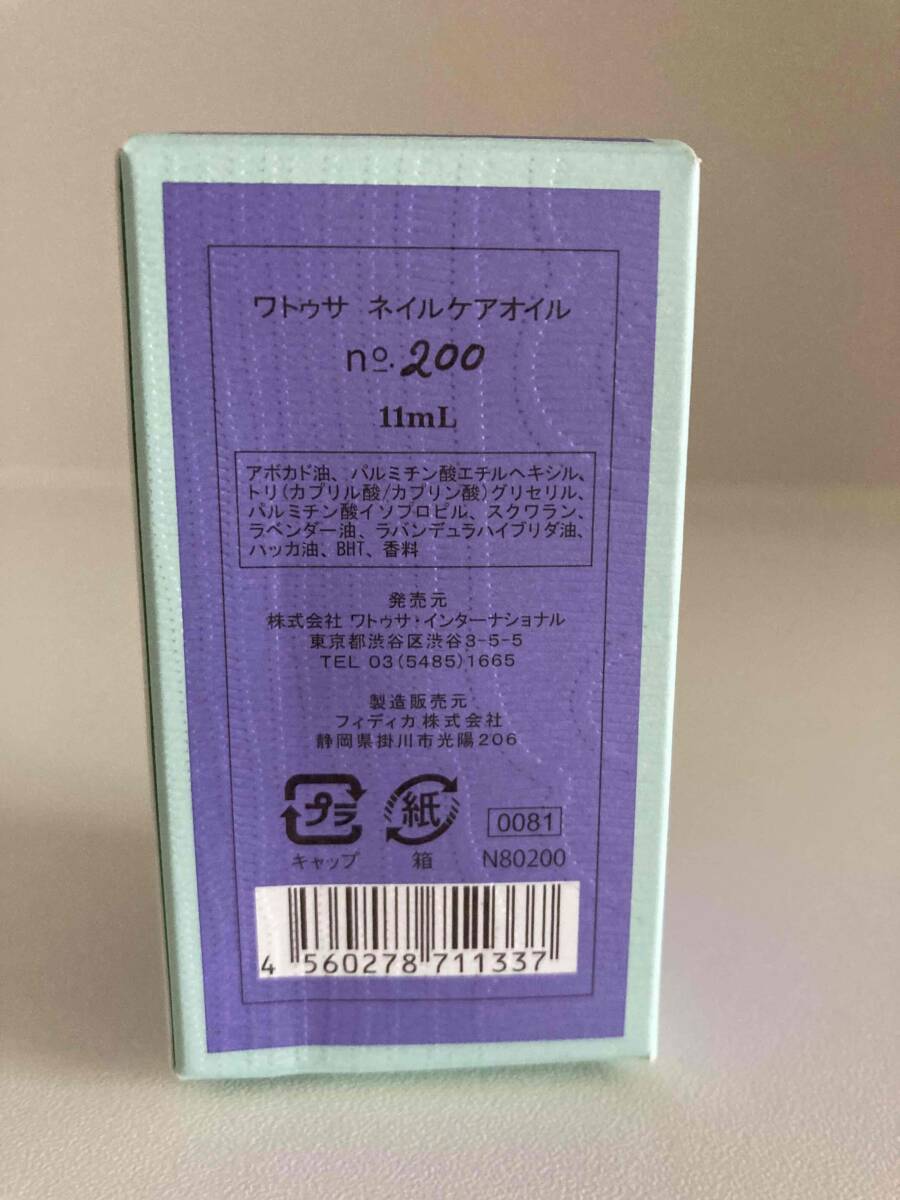 ワトゥサ ネイルケアオイル
no. 200
11mL
アボカド油、パルミチン酸エチルヘキシル、
トリ(カプリル酸/カプリン酸)グリセリル、
パルミチン酸イソプロピル、スクワラン、
ラベンダー油、ラバンデュラハイブリダ油、
ハッカ油、BHT、香料
発売元
株式会社 ワトゥサ・インターナショナル
東京都渋谷区渋谷3-5-5
TEL 03(5485)1665
製造販売元
フィディカ株式会社
静岡県掛川市光陽206
プラ 紙 0081
キャップ 箱 N80200
4 560278 711337